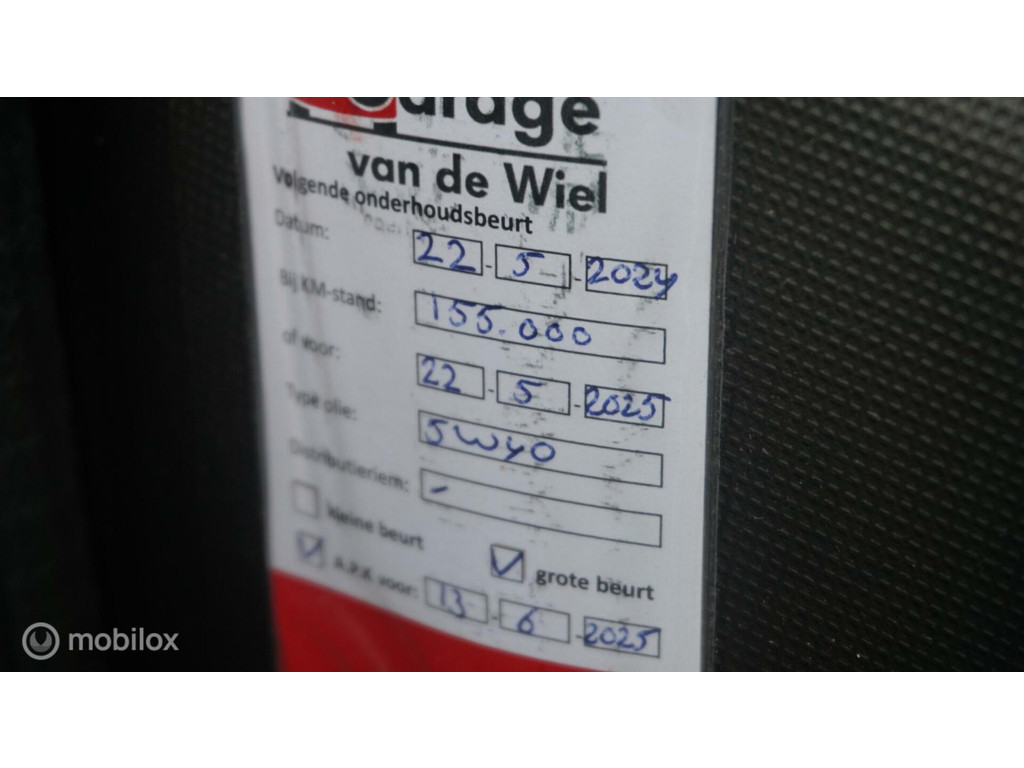 Garage
van de Wiel
Volgende onderhoudsbeurt
Datum: 22 - 5 - 2024
Bij KM-stand: 155.000
of voor: 22 - 5 - 2025
Type olie: 5W40
Distributieriem: -
kleine beurt grote beurt
A.P.K voor: 13 - 6 - 2025
mobilox